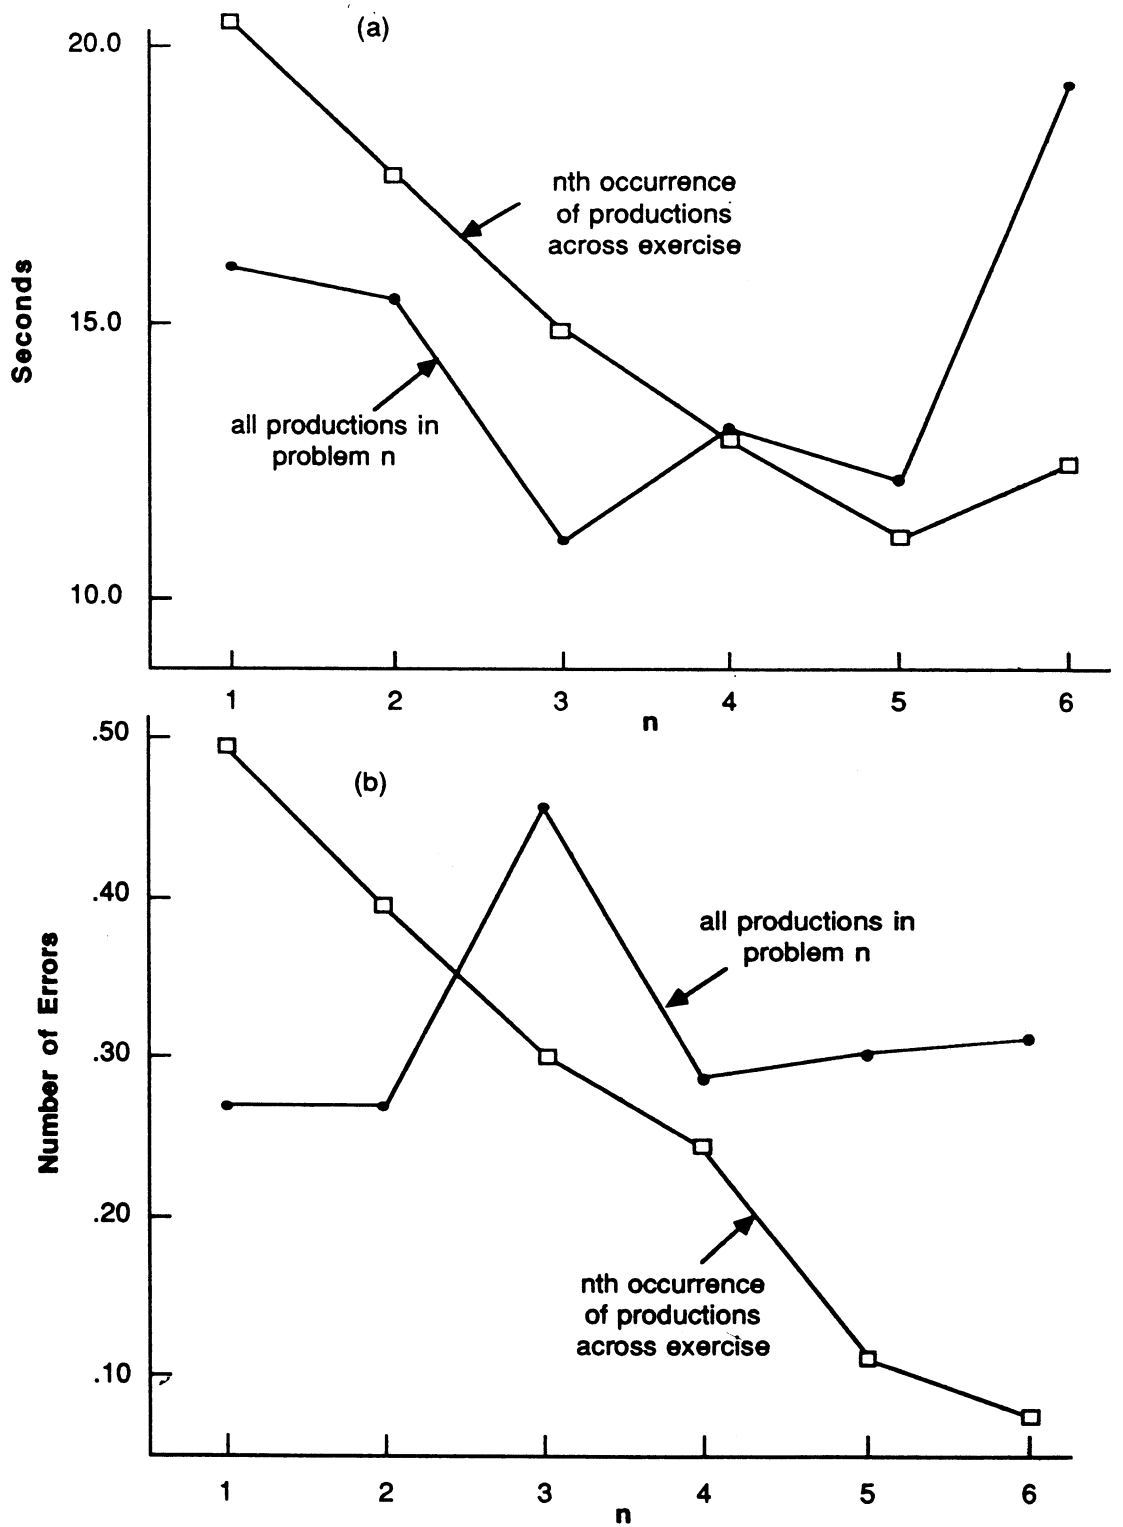 (a)
20.0
15.0
10.0
Seconds
nth occurrence
of productions
across exercise
all productions in
problem n
1 2 3 4 5 6
n
(b)
.50
.40
.30
.20
.10
Number of Errors
all productions in
problem n
nth occurrence
of productions
across exercise
1 2 3 4 5 6
n